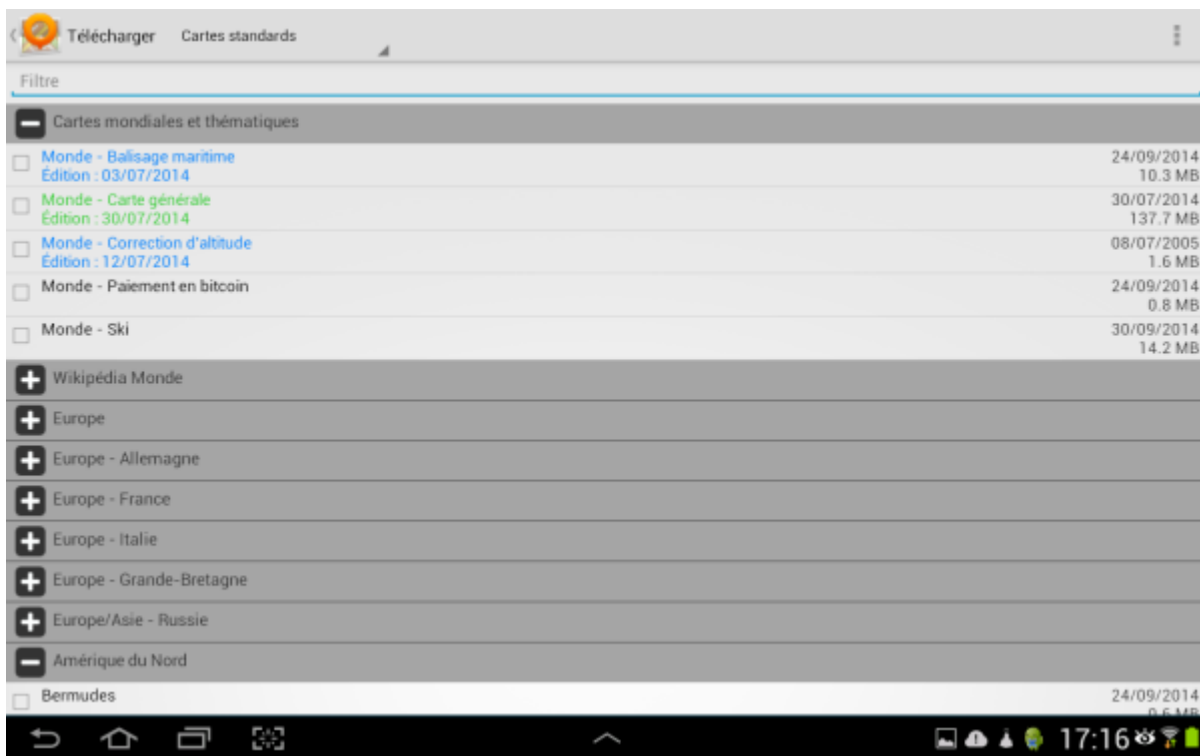 Télécharger Cartes standards
Filtre
Cartes mondiales et thématiques
Monde - Balisage maritime 24/09/2014
Édition : 03/07/2014 10.3 MB
Monde - Carte générale 30/07/2014
Édition : 30/07/2014 137.7 MB
Monde - Correction d'altitude 08/07/2005
Édition : 12/07/2014 1.6 MB
Monde - Paiement en bitcoin 24/09/2014
0.8 MB
Monde - Ski 30/09/2014
14.2 MB
Wikipédia Monde
Europe
Europe - Allemagne
Europe - France
Europe - Italie
Europe - Grande-Bretagne
Europe/Asie - Russie
Amérique du Nord
Bermudes 24/09/2014
0.6 MB
17:16